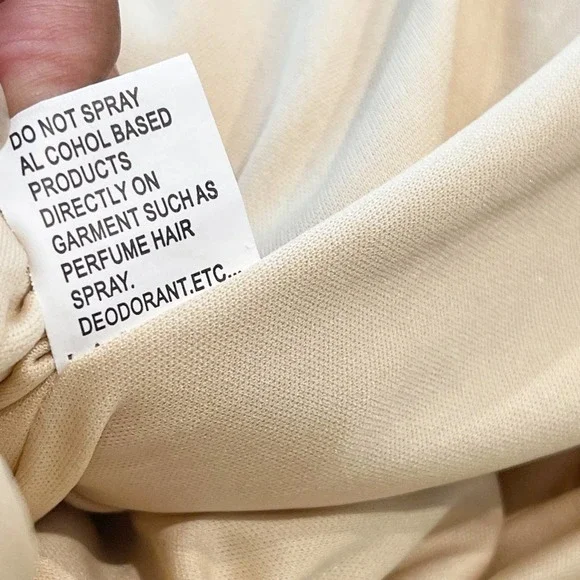 DO NOT SPRAY
AL COHOL BASED
PRODUCTS
DIRECTLY ON
GARMENT SUCH AS
PERFUME HAIR
SPRAY.
DEODORANT.ETC...